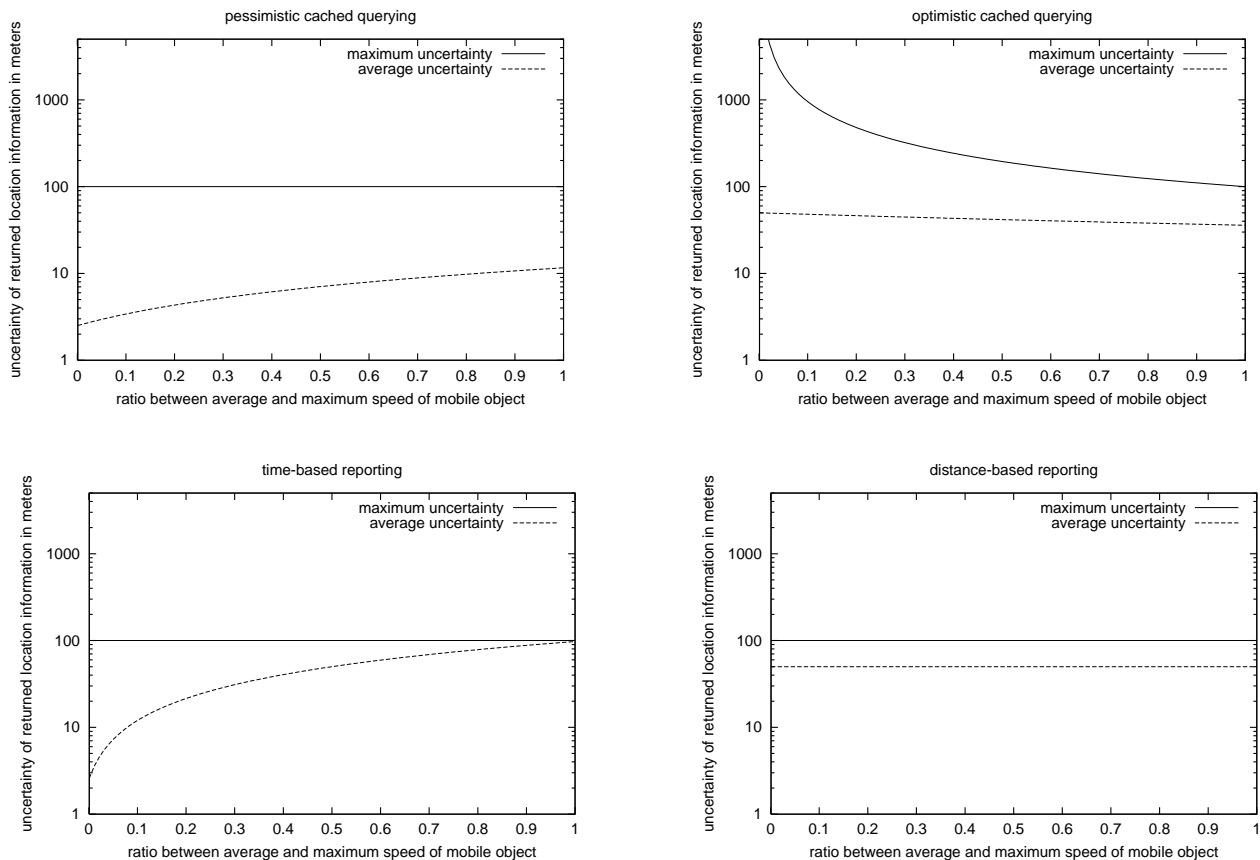 pessimistic cached querying
maximum uncertainty
average uncertainty
uncertainty of returned location information in meters
1000
100
10
1
0 0.1 0.2 0.3 0.4 0.5 0.6 0.7 0.8 0.9 1
ratio between average and maximum speed of mobile object
optimistic cached querying
maximum uncertainty
average uncertainty
uncertainty of returned location information in meters
1000
100
10
1
0 0.1 0.2 0.3 0.4 0.5 0.6 0.7 0.8 0.9 1
ratio between average and maximum speed of mobile object
time-based reporting
maximum uncertainty
average uncertainty
uncertainty of returned location information in meters
1000
100
10
1
0 0.1 0.2 0.3 0.4 0.5 0.6 0.7 0.8 0.9 1
ratio between average and maximum speed of mobile object
distance-based reporting
maximum uncertainty
average uncertainty
uncertainty of returned location information in meters
1000
100
10
1
0 0.1 0.2 0.3 0.4 0.5 0.6 0.7 0.8 0.9 1
ratio between average and maximum speed of mobile object